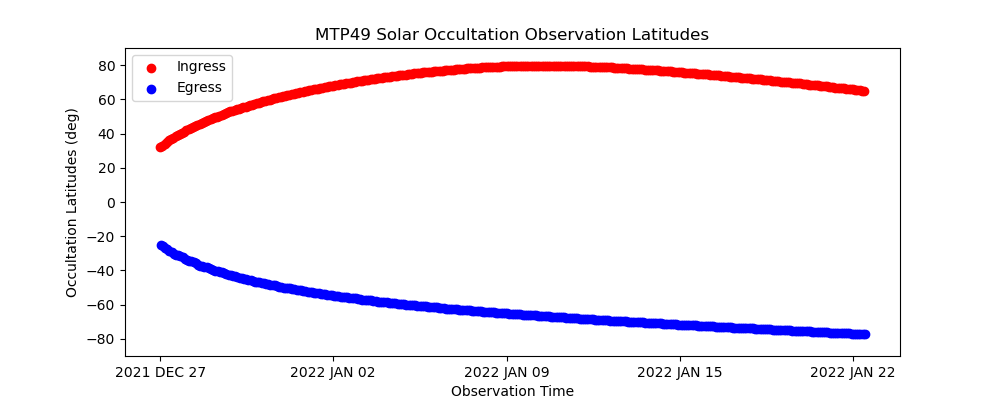 MTP49 Solar Occultation Observation Latitudes
Ingress
Egress
Occultation Latitudes (deg)
80
60
40
20
0
−20
−40
−60
−80
2021 DEC 27
2022 JAN 02
2022 JAN 09
2022 JAN 15
2022 JAN 22
Observation Time